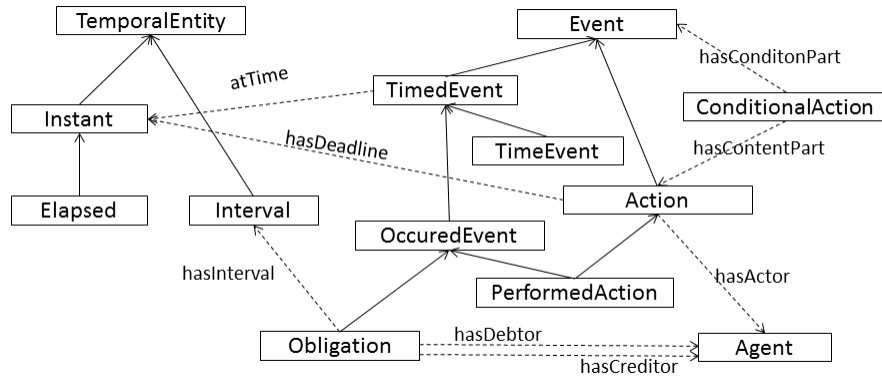 TemporalEntity
Event
hasConditonPart
atTime
TimedEvent
ConditionalAction
Instant
hasDeadline
TimeEvent
hasContentPart
Elapsed
Interval
Action
OccuredEvent
hasInterval
hasActor
PerformedAction
Obligation
hasDebtor
Agent
hasCreditor